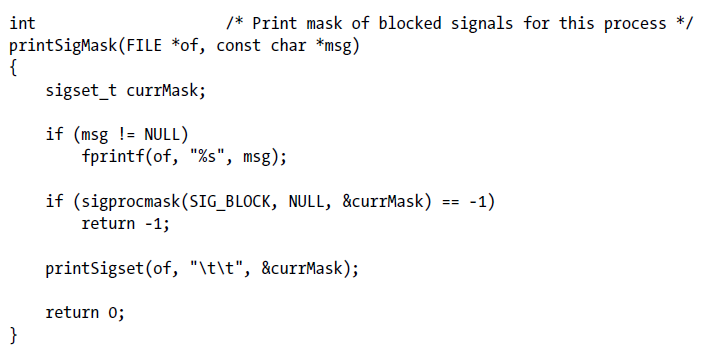 int                     /* Print mask of blocked signals for this process */
printSigMask(FILE *of, const char *msg)
{
    sigset_t currMask;

    if (msg != NULL)
        fprintf(of, "%s", msg);

    if (sigprocmask(SIG_BLOCK, NULL, &currMask) == -1)
        return -1;

    printSigset(of, "\t\t", &currMask);

    return 0;
}